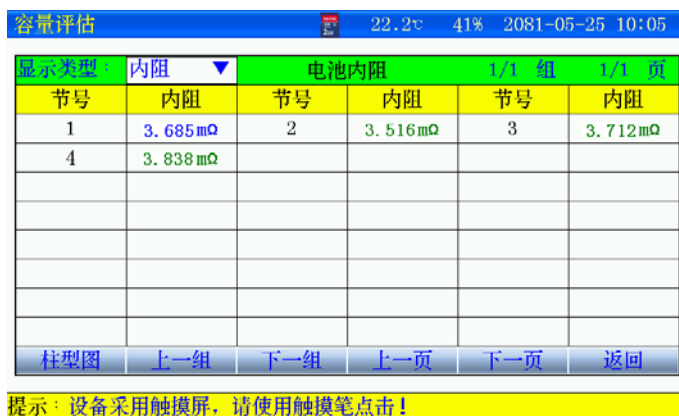 容量评估 22.2℃ 41% 2081-05-25 10:05
显示类型： 内阻 ▼ 电池内阻 1/1 组 1/1 页
节号 内阻 节号 内阻 节号 内阻
1 3.685mΩ 2 3.516mΩ 3 3.712mΩ
4 3.838mΩ
柱型图 上一组 下一组 上一页 下一页 返回
提示：设备采用触摸屏，请使用触摸笔点击！